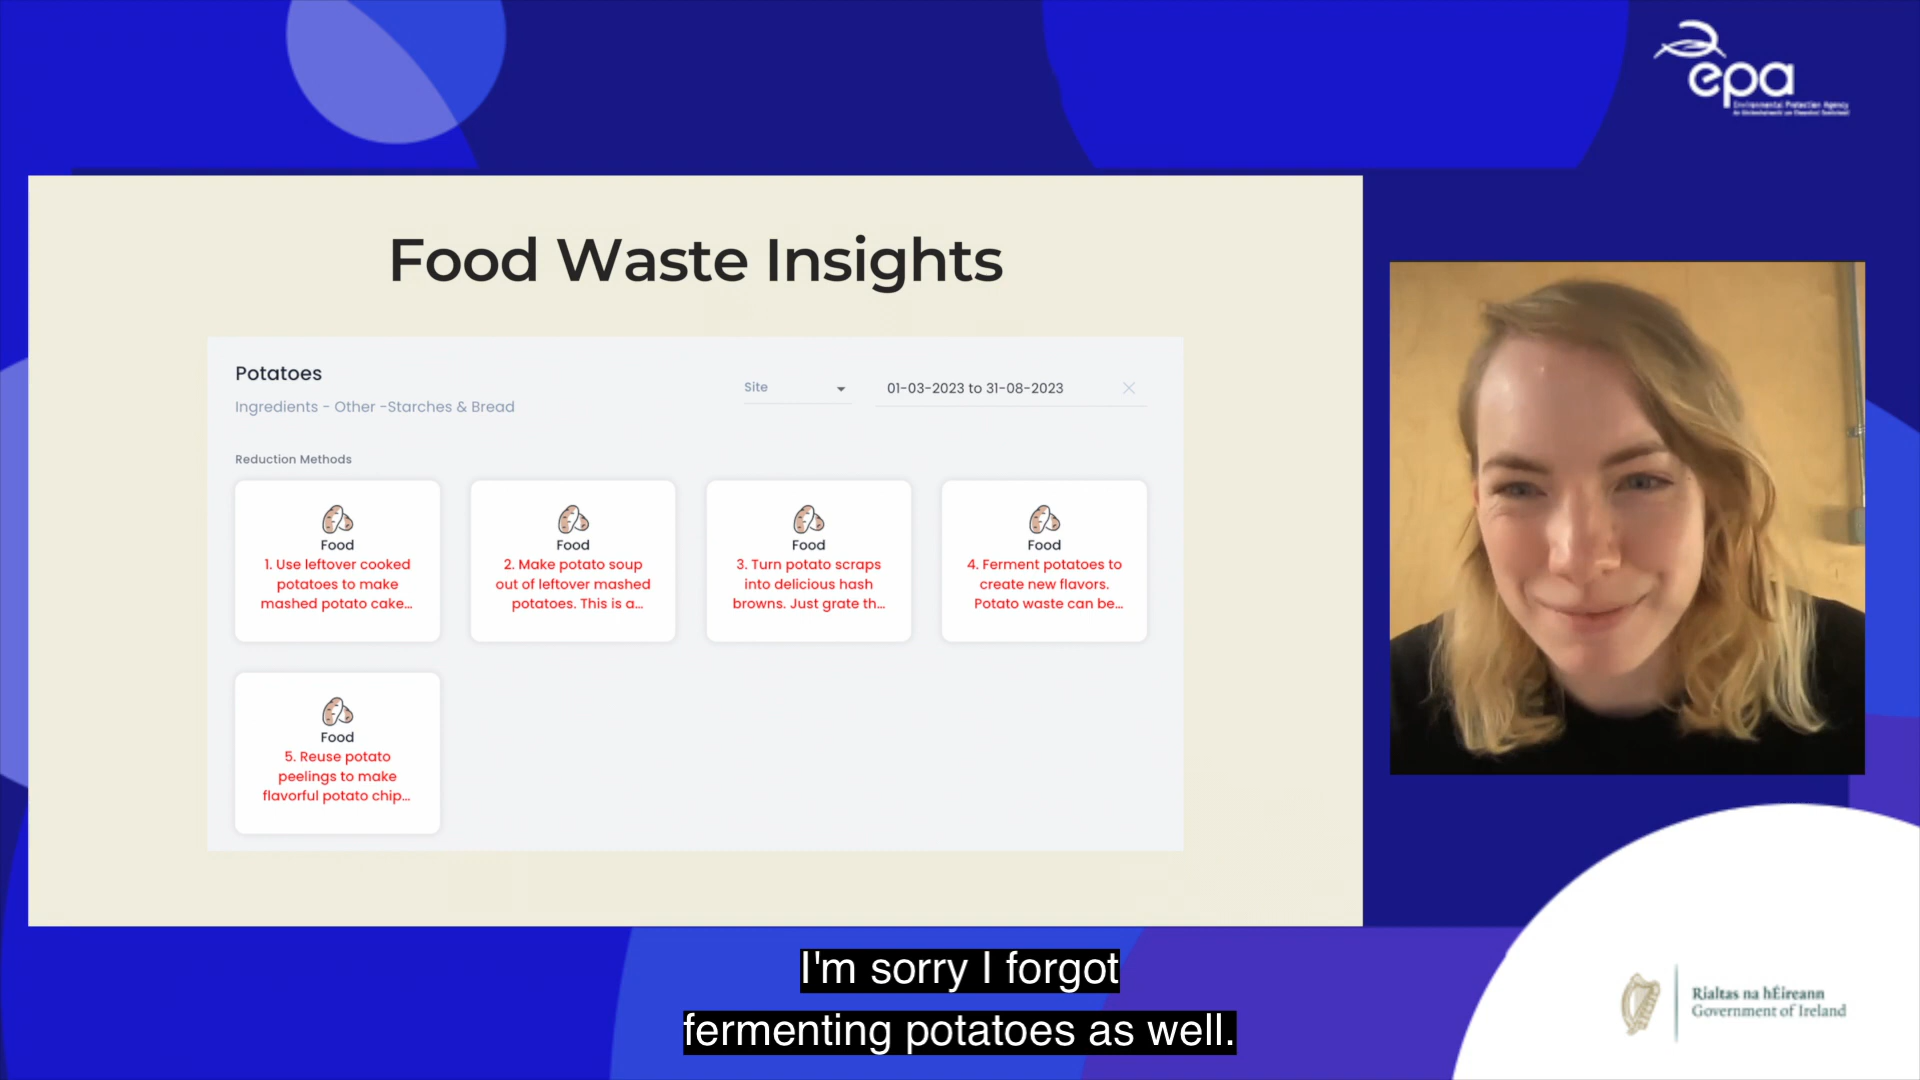 epa
Environmental Protection Agency
Food Waste Insights
Potatoes
Ingredients - Other -Starches & Bread
Site
01-03-2023 to 31-08-2023
Reduction Methods
Food
1. Use leftover cooked
potatoes to make
mashed potato cake...
Food
2. Make potato soup
out of leftover mashed
potatoes. This is a...
Food
3. Turn potato scraps
into delicious hash
browns. Just grate th...
Food
4. Ferment potatoes to
create new flavors.
Potato waste can be...
Food
5. Reuse potato
peelings to make
flavorful potato chip...
I'm sorry I forgot
fermenting potatoes as well.
Rialtas na hÉireann
Government of Ireland